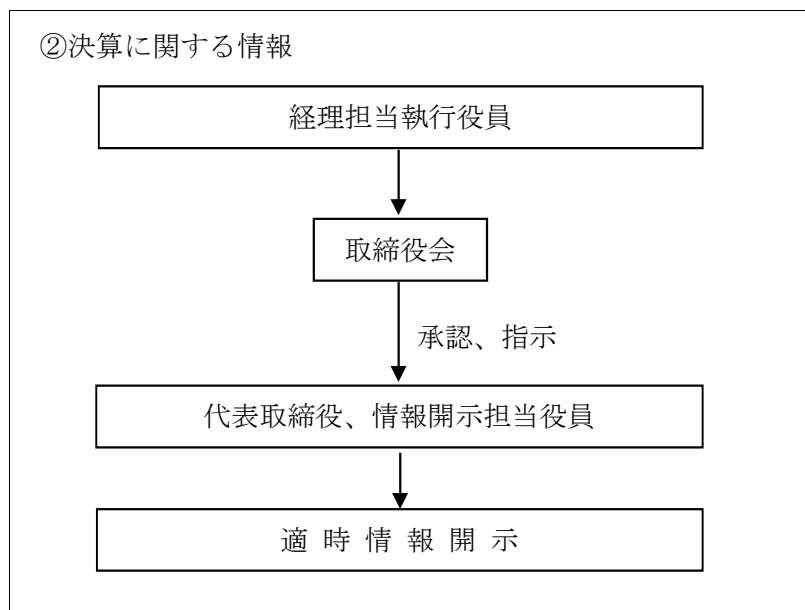 ②決算に関する情報
経理担当執行役員
取締役会
承認、指示
代表取締役、情報開示担当役員
適 時 情 報 開 示